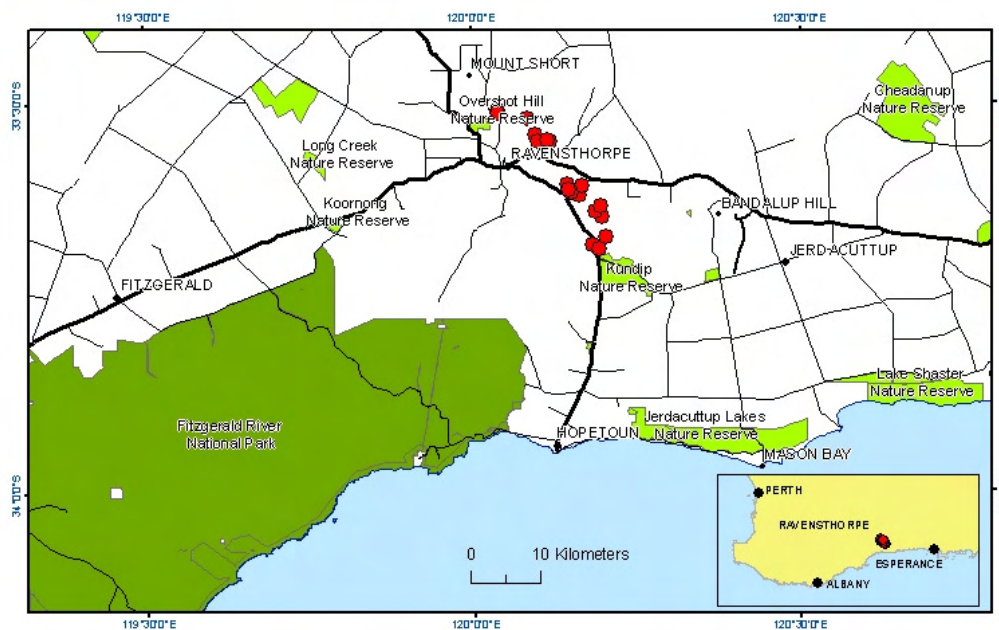 119°30'0"E 120°0'0"E 120°30'0"E
MOUNT SHORT
33°30'0"S
Overshot Hill
Nature Reserve
Cheadanup
Nature Reserve
Long Creek
Nature Reserve
RAVENSTHORPE
Koornong
Nature Reserve
BANDALUP HILL
JERDACUTTUP
Kundip
Nature Reserve
FITZGERALD
Lake Shaster
Nature Reserve
Fitzgerald River
National Park
Jerdacuttup Lakes
Nature Reserve
HOPETOUN
MASON BAY
34°0'0"S
PERTH
RAVENSTHORPE
ESPERANCE
ALBANY
0 10 Kilometers
119°30'0"E 120°0'0"E 120°30'0"E